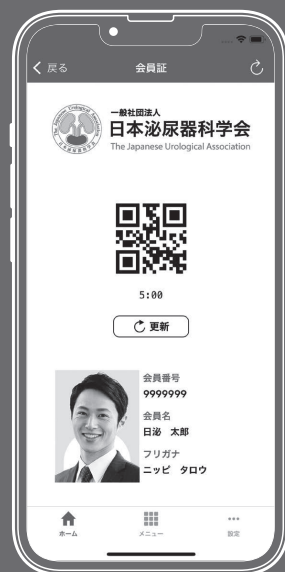 戻る
会員証
一般社団法人
日本泌尿器科学会
The Japanese Urological Association
5:00
更新
会員番号
9999999
会員名
日泌 太郎
フリガナ
ニッピ タロウ
ホーム
メニュー
設定